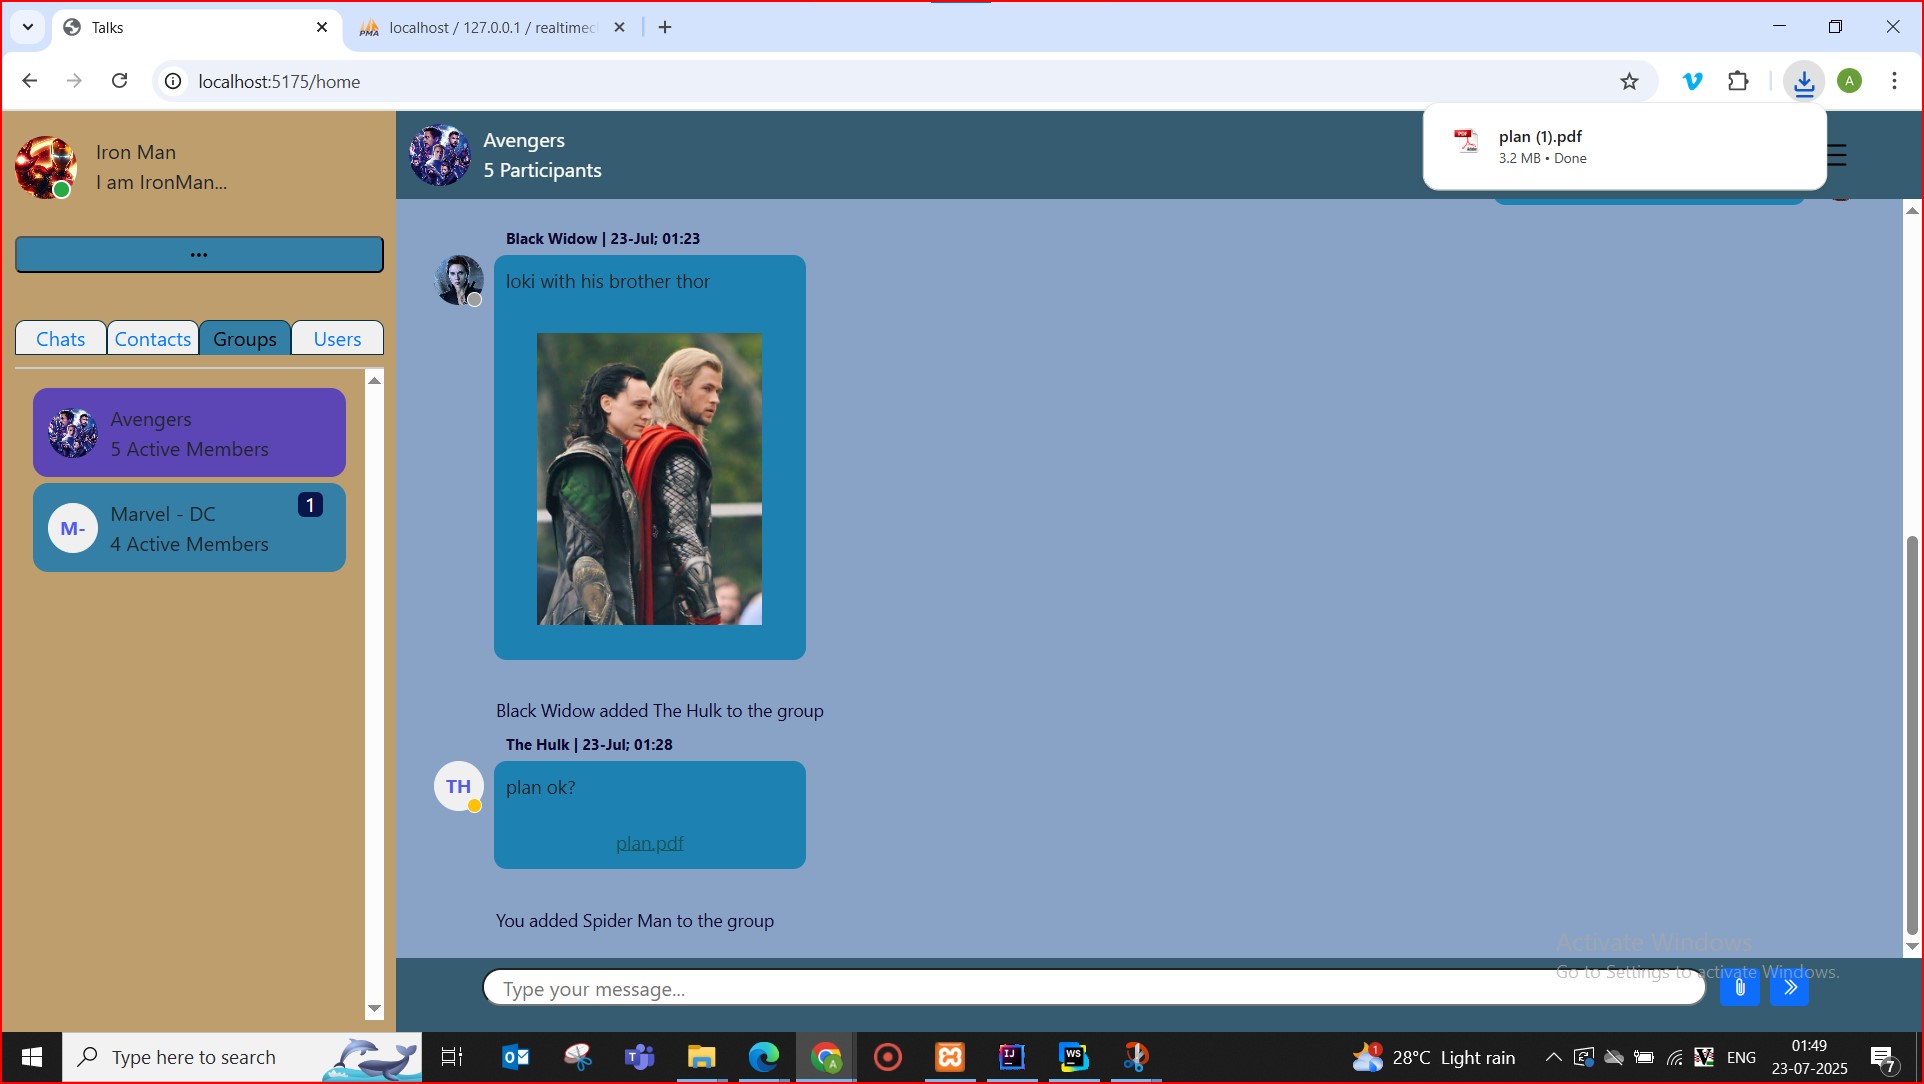 Talks
localhost / 127.0.0.1 / realtimec
localhost:5175/home
A
plan (1).pdf
3.2 MB • Done
Iron Man
I am IronMan...
...
Chats
Contacts
Groups
Users
Avengers
5 Active Members
M-
Marvel - DC
1
4 Active Members
Avengers
5 Participants
Black Widow | 23-Jul; 01:23
loki with his brother thor
Black Widow added The Hulk to the group
The Hulk | 23-Jul; 01:28
TH
plan ok?
plan.pdf
You added Spider Man to the group
Activate Windows
Go to Settings to activate Windows.
Type your message...
Type here to search
28°C Light rain
ENG
01:49
23-07-2025
7